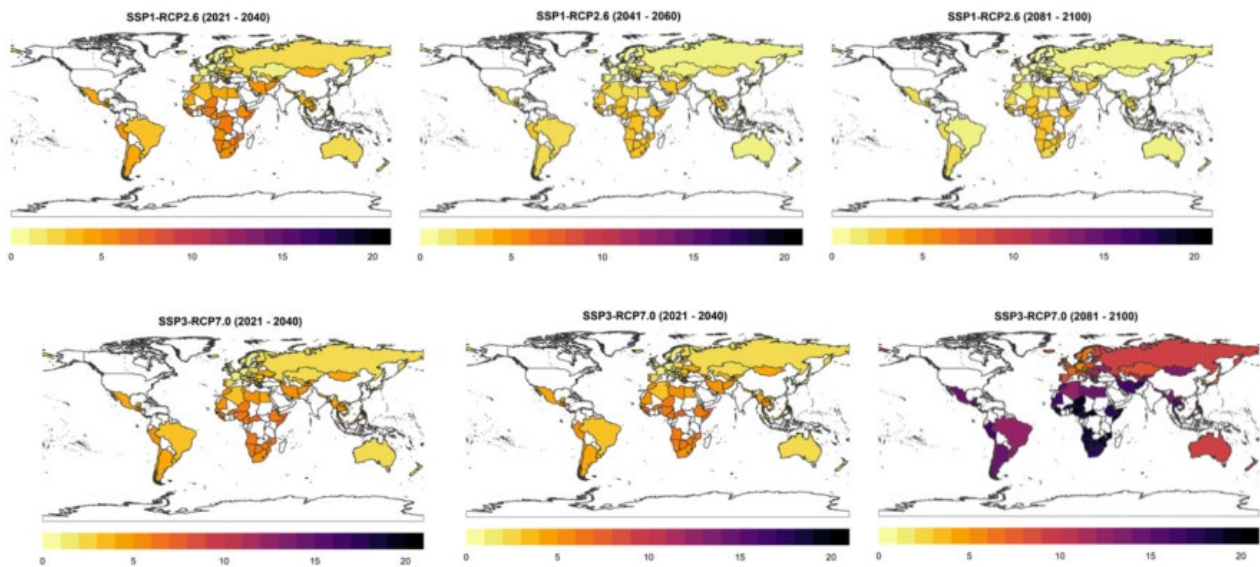 SSP1-RCP2.6 (2021 - 2040)
SSP1-RCP2.6 (2041 - 2060)
SSP1-RCP2.6 (2081 - 2100)
0 5 10 15 20
0 5 10 15 20
0 5 10 15 20
SSP3-RCP7.0 (2021 - 2040)
SSP3-RCP7.0 (2021 - 2040)
SSP3-RCP7.0 (2081 - 2100)
0 5 10 15 20
0 5 10 15 20
0 5 10 15 20